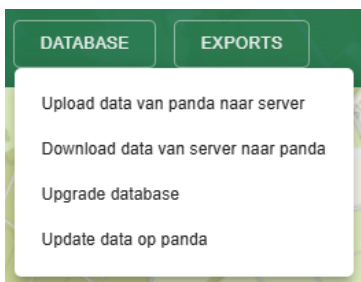 DATABASE
EXPORTS
Upload data van panda naar server
Download data van server naar panda
Upgrade database
Update data op panda